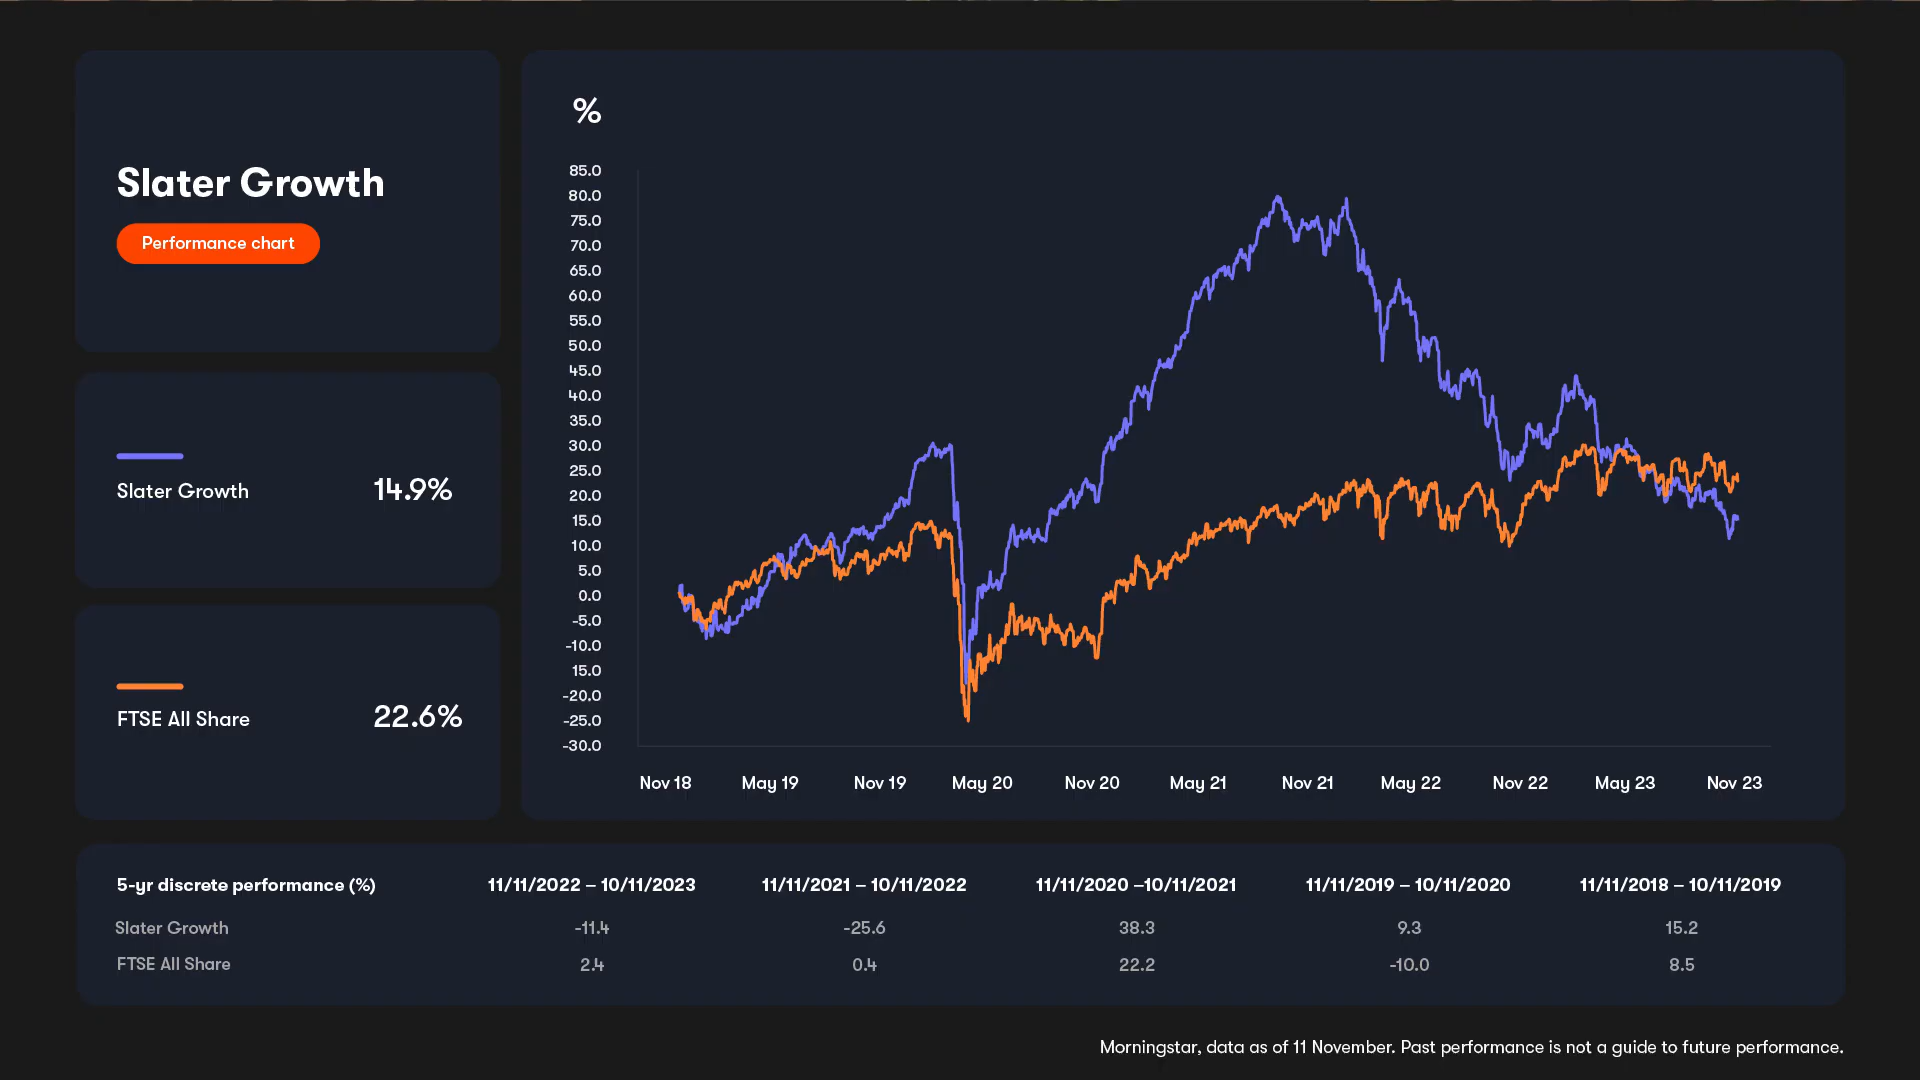 Slater Growth
Performance chart
Slater Growth 14.9%
FTSE All Share 22.6%
%
85.0
80.0
75.0
70.0
65.0
60.0
55.0
50.0
45.0
40.0
35.0
30.0
25.0
20.0
15.0
10.0
5.0
0.0
-5.0
-10.0
15.0
-20.0
-25.0
-30.0
Nov 18 May 19 Nov 19 May 20 Nov 20 May 21 Nov 21 May 22 Nov 22 May 23 Nov 23
5-yr discrete performance (%) 11/11/2022 – 10/11/2023 11/11/2021 – 10/11/2022 11/11/2020 –10/11/2021 11/11/2019 – 10/11/2020 11/11/2018 – 10/11/2019
Slater Growth -11.4 -25.6 38.3 9.3 15.2
FTSE All Share 2.4 0.4 22.2 -10.0 8.5
Morningstar, data as of 11 November. Past performance is not a guide to future performance.